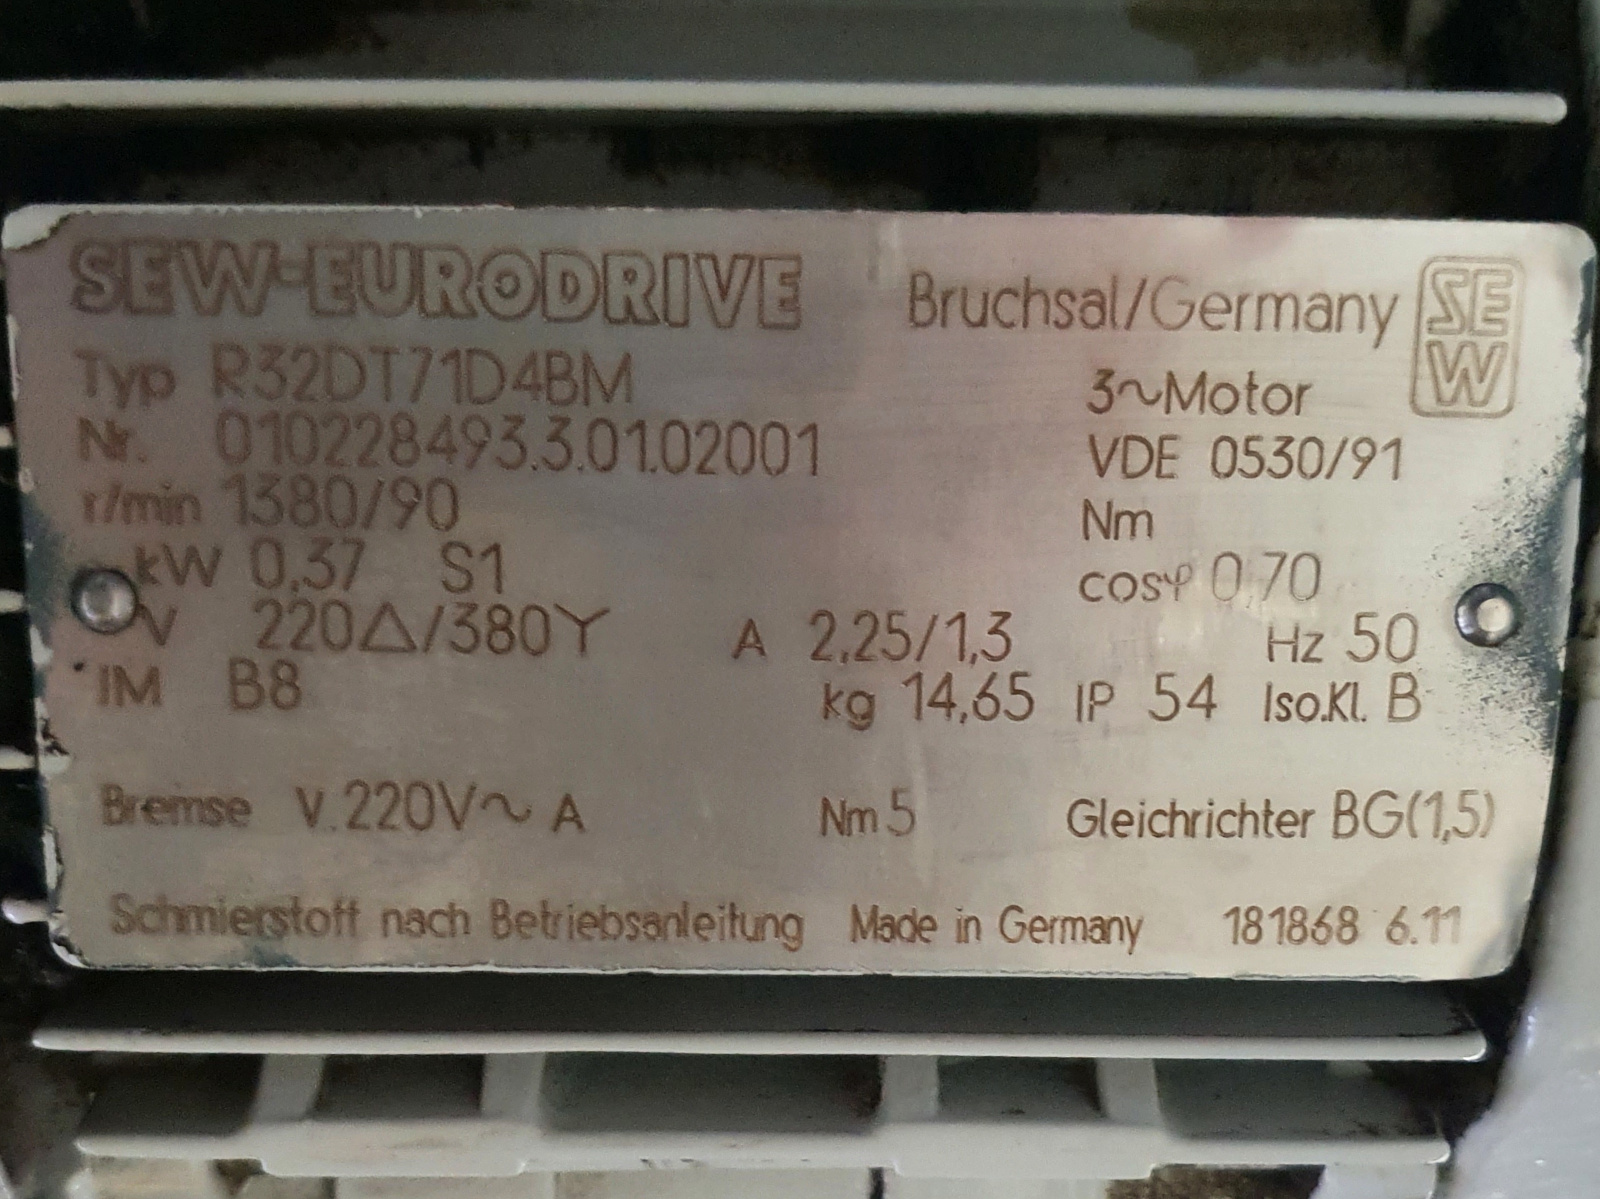 SEW-EURODRIVE Bruchsal/Germany SEW
Typ R32DT71D4BM 3~Motor
Nr. 010228493.3.01.02001 VDE 0530/91
r/min 1380/90 Nm
kW 0,37 S1 cosφ 0,70
V 220Δ/380Y A 2,25/1,3 Hz 50
IM B8 kg 14,65 IP 54 Iso.Kl. B
Bremse V 220V~ A Nm 5 Gleichrichter BG(1,5)
Schmierstoff nach Betriebsanleitung Made in Germany 181868 6.11